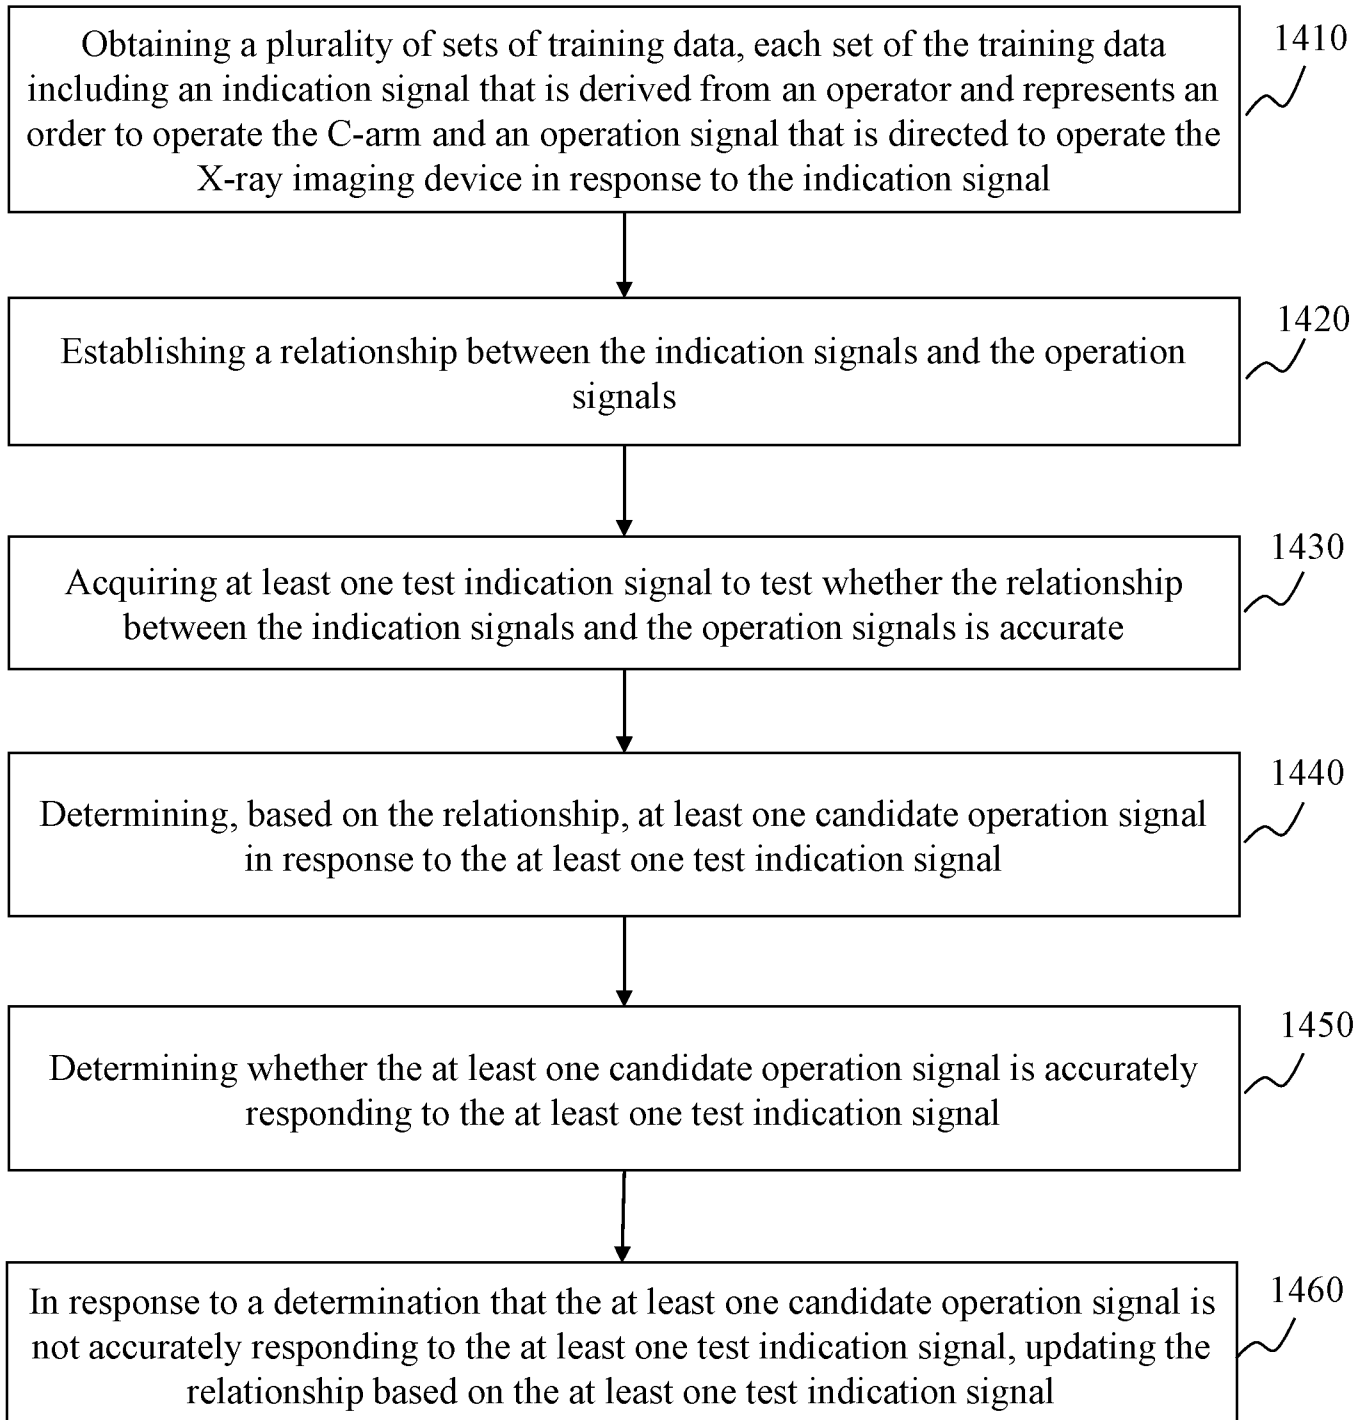 Obtaining a plurality of sets of training data, each set of the training data
including an indication signal that is derived from an operator and represents an
order to operate the C-arm and an operation signal that is directed to operate the
X-ray imaging device in response to the indication signal
1410
Establishing a relationship between the indication signals and the operation
signals
1420
Acquiring at least one test indication signal to test whether the relationship
between the indication signals and the operation signals is accurate
1430
Determining, based on the relationship, at least one candidate operation signal
in response to the at least one test indication signal
1440
Determining whether the at least one candidate operation signal is accurately
responding to the at least one test indication signal
1450
In response to a determination that the at least one candidate operation signal is
not accurately responding to the at least one test indication signal, updating the
relationship based on the at least one test indication signal
1460